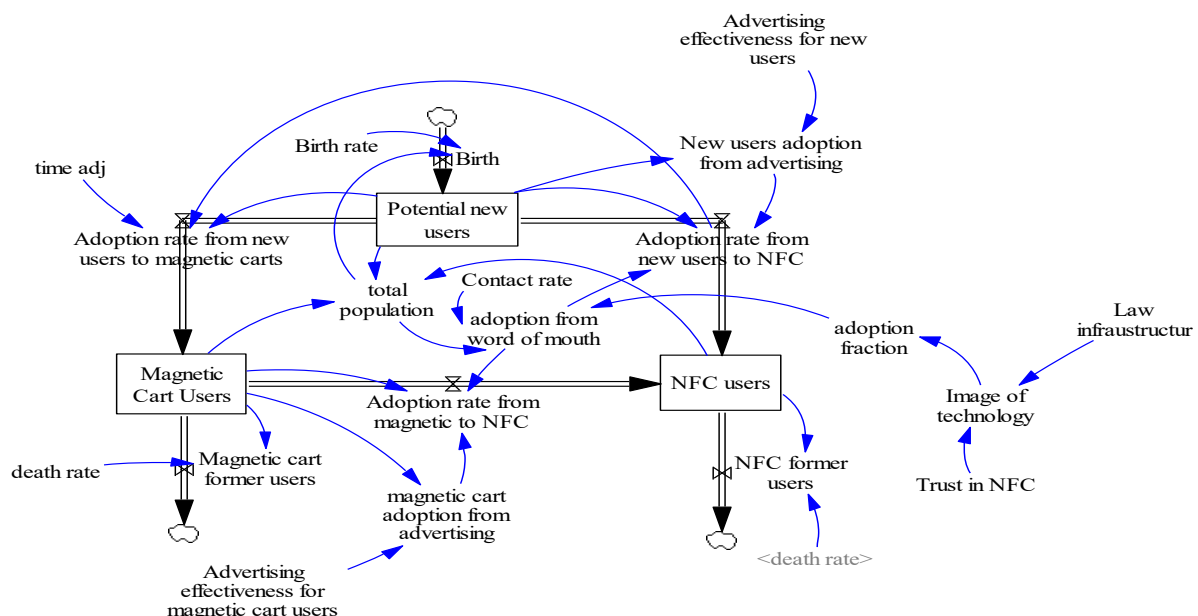 Advertising
effectiveness for new
users
Birth rate
Birth
New users adoption
from advertising
time adj
Potential new
users
Adoption rate from new
users to magnetic carts
Adoption rate from
new users to NFC
total
population
Contact rate
adoption from
word of mouth
adoption
fraction
Law
infraustructur
Magnetic
Cart Users
NFC users
Adoption rate from
magnetic to NFC
Image of
technology
death rate
Magnetic cart
former users
NFC former
users
Trust in NFC
magnetic cart
adoption from
advertising
<death rate>
Advertising
effectiveness for
magnetic cart users